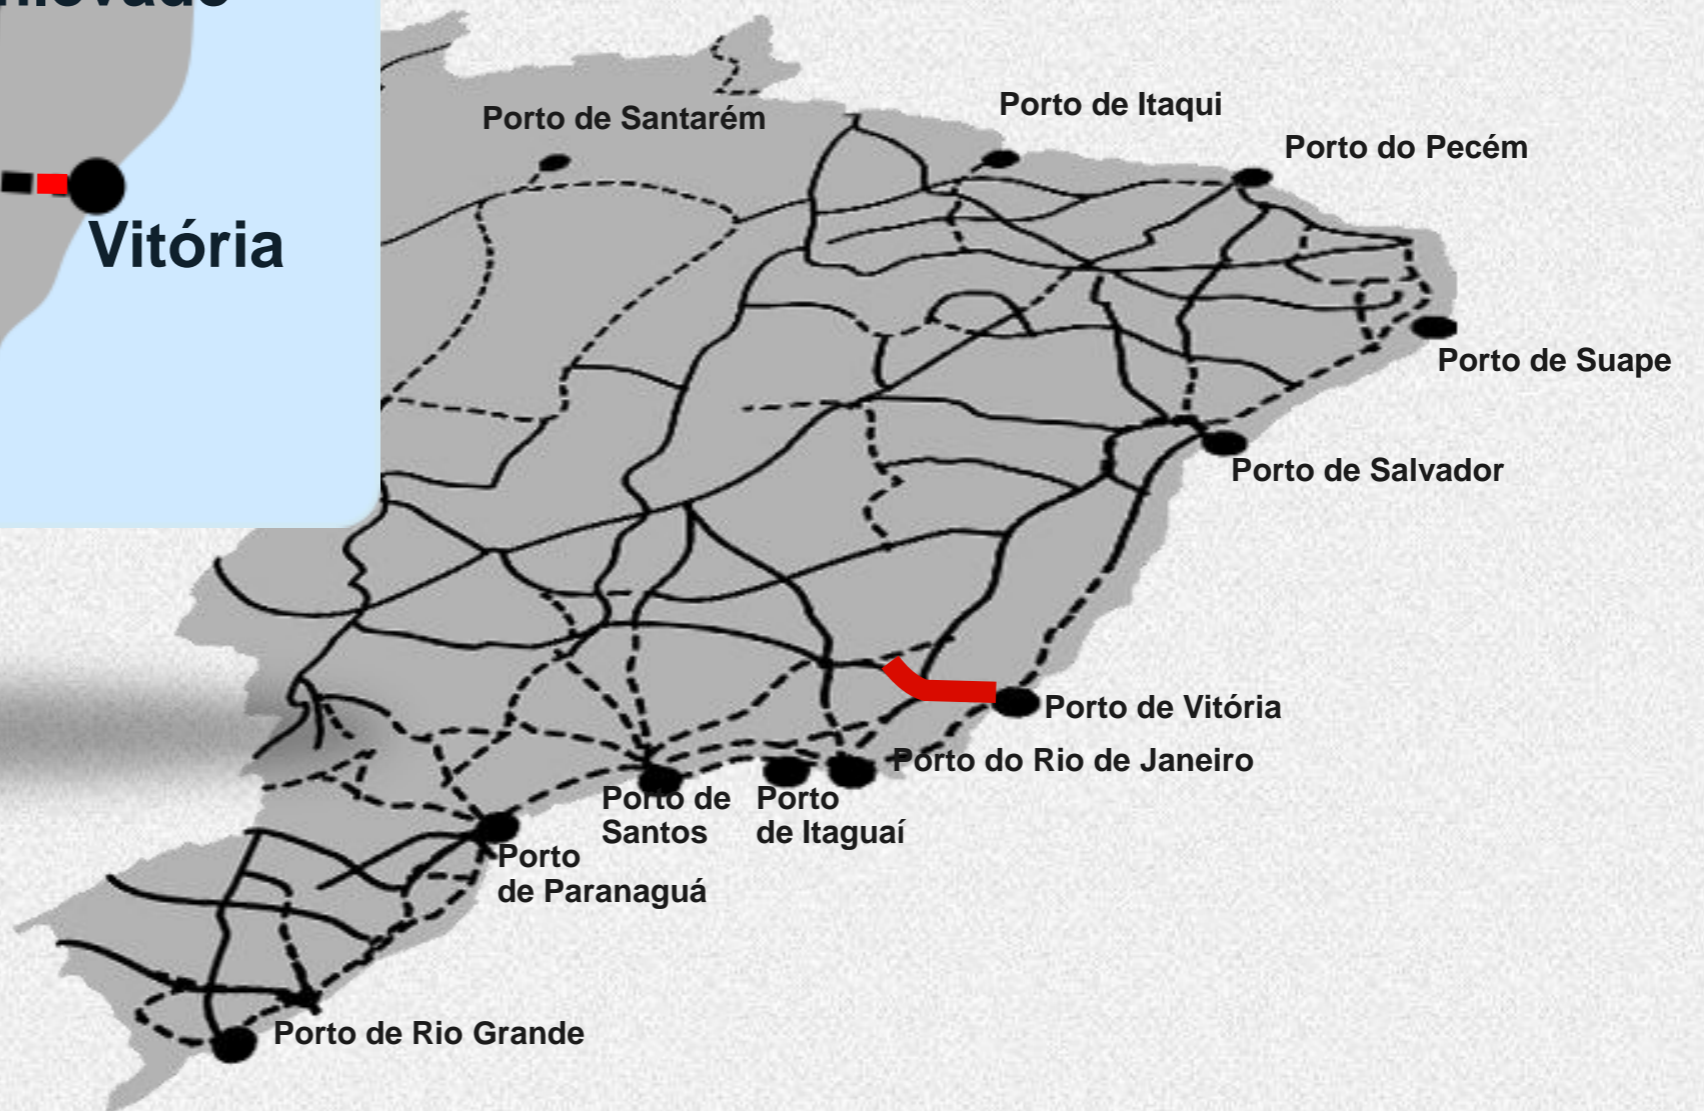 Vitória
Porto de Santarém
Porto de Itaqui
Porto do Pecém
Porto de Suape
Porto de Salvador
Porto de Vitória
Porto do Rio de Janeiro
Porto de
Santos
Porto
de Itaguaí
Porto
de Paranaguá
Porto de Rio Grande